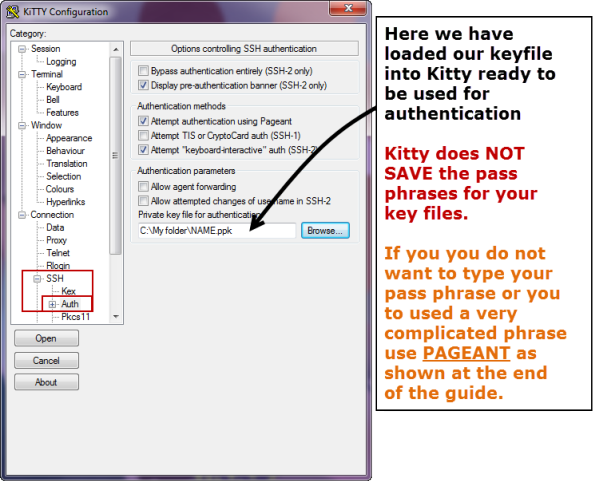 KiTTY Configuration
Category:
Session
Logging
Terminal
Keyboard
Bell
Features
Window
Appearance
Behaviour
Translation
Selection
Colours
Hyperlinks
Connection
Data
Proxy
Telnet
Rlogin
SSH
Kex
Auth
Pkcs11
Open
Cancel
About
Options controlling SSH authentication
Bypass authentication entirely (SSH-2 only)
Display pre-authentication banner (SSH-2 only)
Authentication methods
Attempt authentication using Pageant
Attempt TIS or CryptoCard auth (SSH-1)
Attempt "keyboard-interactive" auth (SSH-2)
Authentication parameters
Allow agent forwarding
Allow attempted changes of username in SSH-2
Private key file for authentication:
C:\My folder\NAME.ppk
Browse...
Here we have
loaded our keyfile
into Kitty ready to
be used for
authentication
Kitty does NOT
SAVE the pass
phrases for your
key files.
If you you do not
want to type your
pass phrase or you
to used a very
complicated phrase
use PAGEANT as
shown at the end
of the guide.